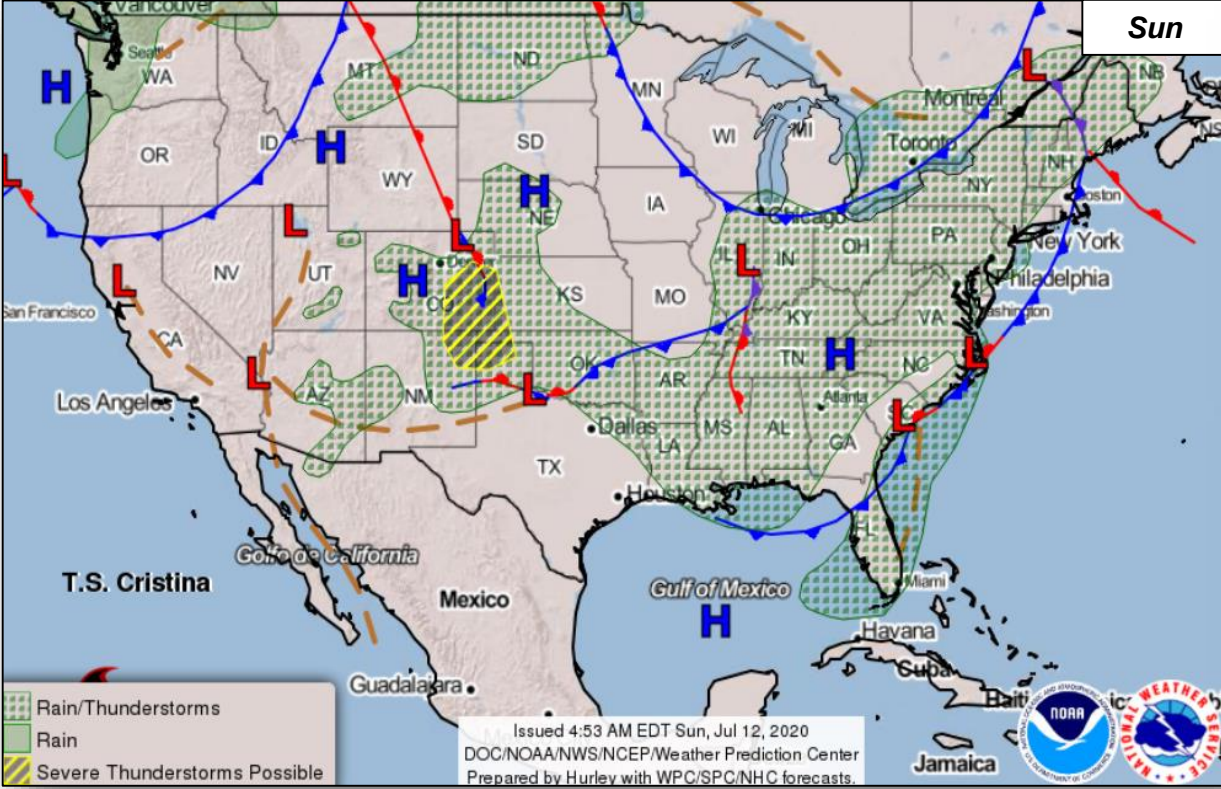 Sun
Vancouver
Seattle
WA
MT
ND
MN
NB
Montréal
H
L
H
OR
ID
SD
WI
MI
Toronto
NH
WY
H
NE
IA
NY
Boston
Chicago
L
L
L
PA
New York
OH
IL
IN
L
NV
UT
H
CO
KS
MO
Philadelphia
San Francisco
CA
KY
VA
Washington
L
AZ
NM
L
OK
AR
TN
H
NC
L
Los Angeles
Atlanta
SC
L
Dallas
LA
MS
AL
GA
TX
Houston
FL
Golfo de California
T.S. Cristina
Mexico
Gulf of Mexico
Miami
H
Havana
Cuba
Guadalajara
Haiti
Jamaica
Rain/Thunderstorms
Rain
Severe Thunderstorms Possible
Issued 4:53 AM EDT Sun, Jul 12, 2020
DOC/NOAA/NWS/NCEP/Weather Prediction Center
Prepared by Hurley with WPC/SPC/NHC forecasts.
NOAA
NATIONAL WEATHER SERVICE